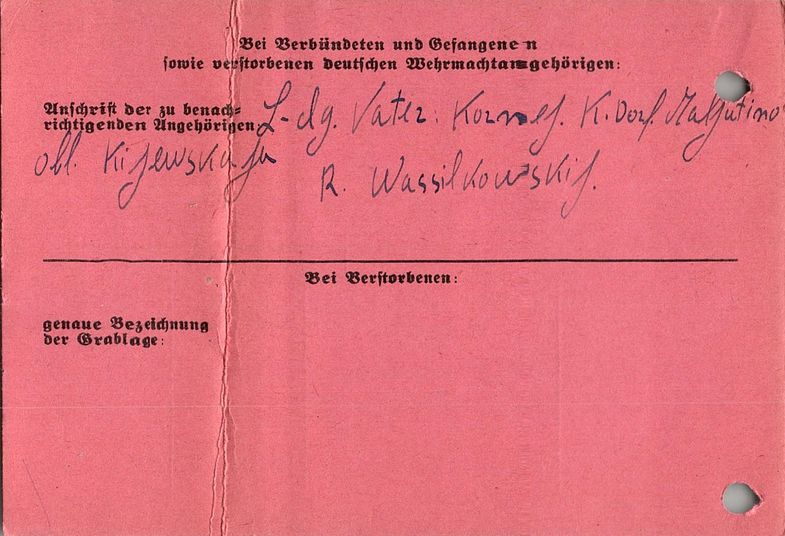 Bei Verbündeten und Gefangenen
sowie verstorbenen deutschen Wehrmachtangehörigen:
Anschrift der zu benach-
richtigenden Angehörigen: L-dg. Vater: Kornej. K. Dorf
obl. Kijewskaja R. Wassilkowskij.
Bei Verstorbenen:
genaue Bezeichnung
der Grablage: